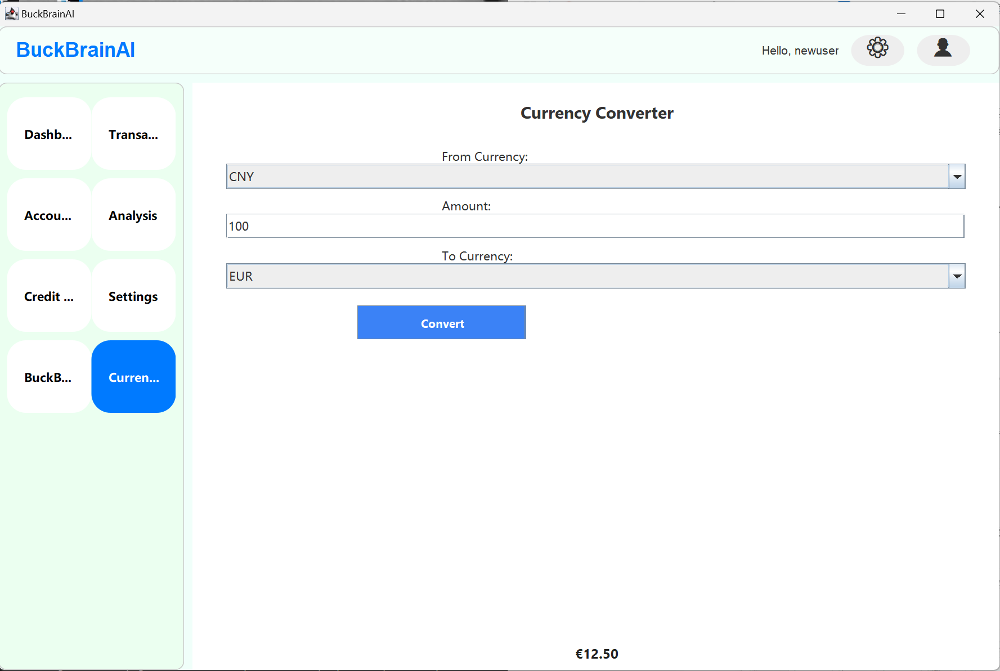 BuckBrainAI
BuckBrainAI
Hello, newuser
Dashb...
Transa...
Accou...
Analysis
Credit ...
Settings
BuckB...
Curren...
Currency Converter
From Currency:
CNY
Amount:
100
To Currency:
EUR
Convert
€12.50